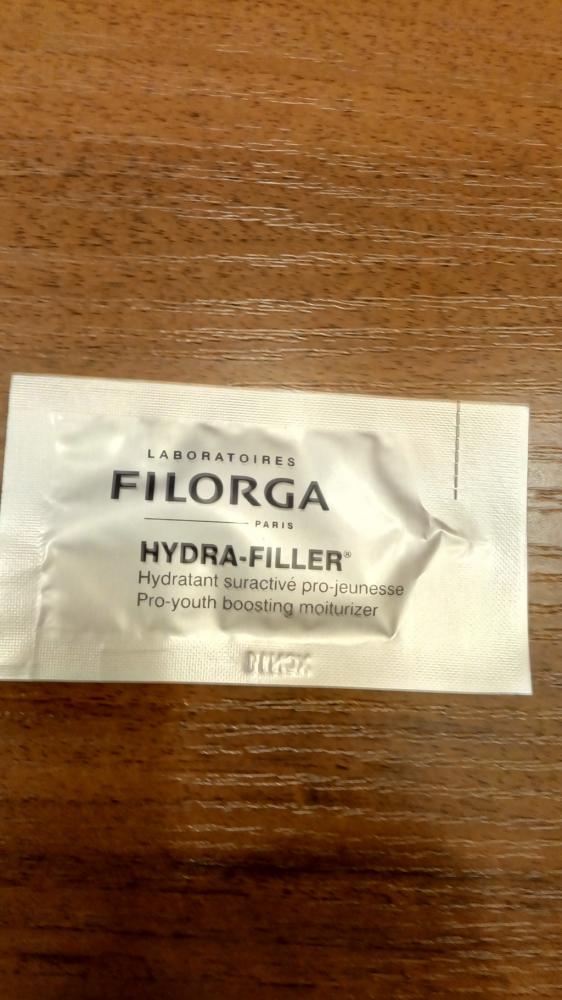 LABORATOIRES
FILORGA
PARIS
HYDRA-FILLER®
Hydratant suractivé pro-jeunesse
Pro-youth boosting moiturizer